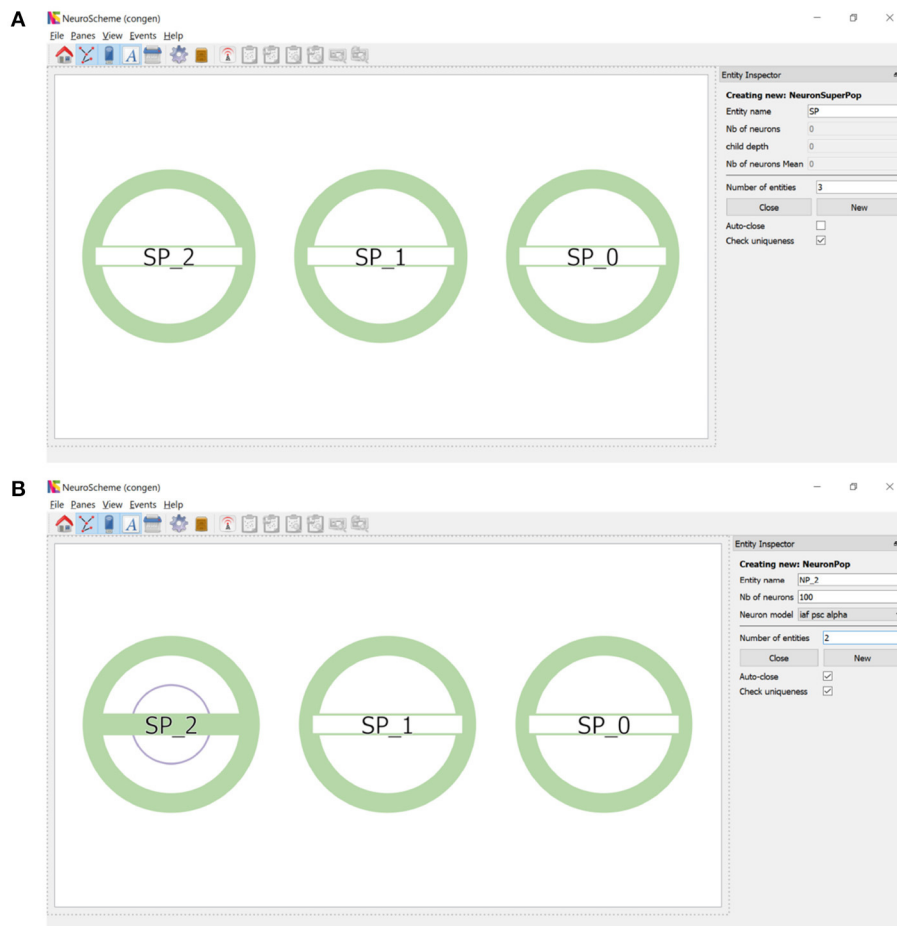 A
NeuroScheme (congen)
File Panes View Events Help
A
Entity Inspector
Creating new: NeuronSuperPop
Entity name SP
Nb of neurons 0
child depth 0
Nb of neurons Mean 0
Number of entities 3
Close New
Auto-close
Check uniqueness
SP_2 SP_1 SP_0
B
NeuroScheme (congen)
File Panes View Events Help
A
Entity Inspector
Creating new: NeuronPop
Entity name NP_2
Nb of neurons 100
Neuron model iaf psc alpha
Number of entities 2
Close New
Auto-close
Check uniqueness
SP_2 SP_1 SP_0